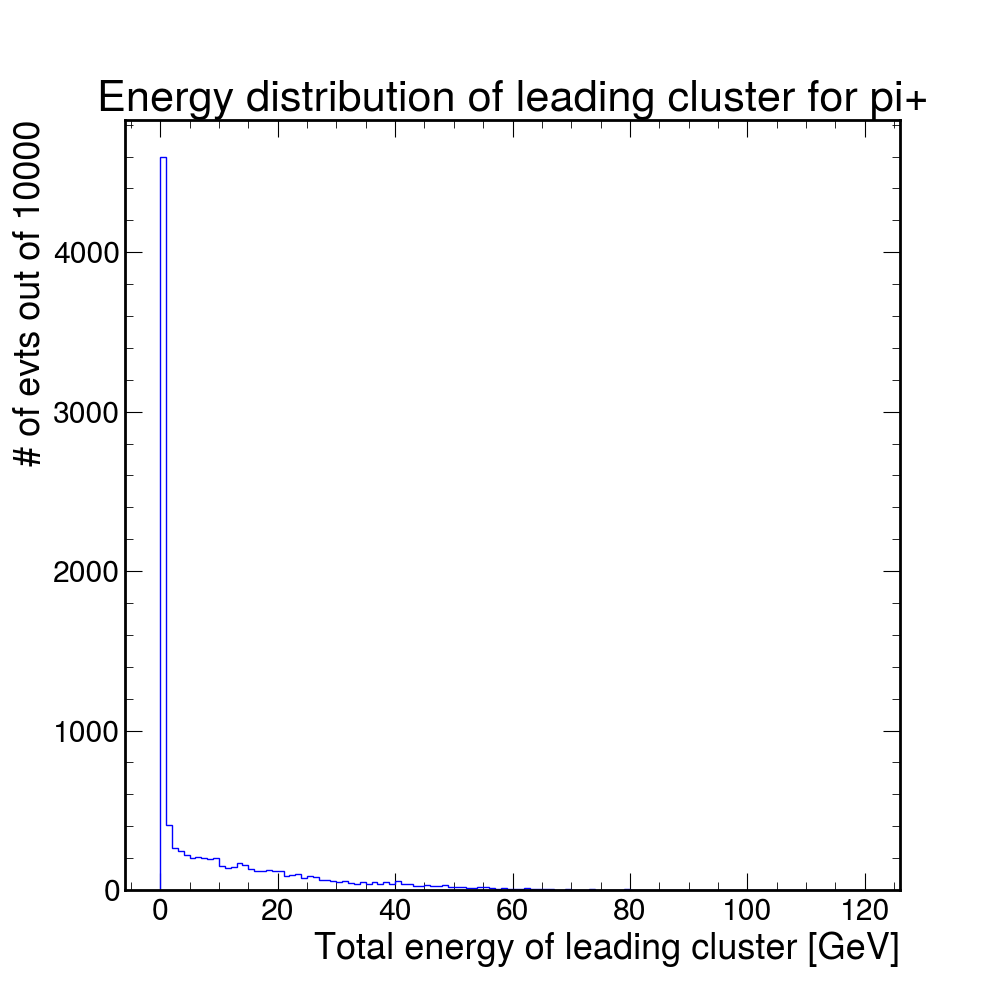 Energy distribution of leading cluster for pi+
# of evts out of 10000
4000
3000
2000
1000
0
0 20 40 60 80 100 120
Total energy of leading cluster [GeV]